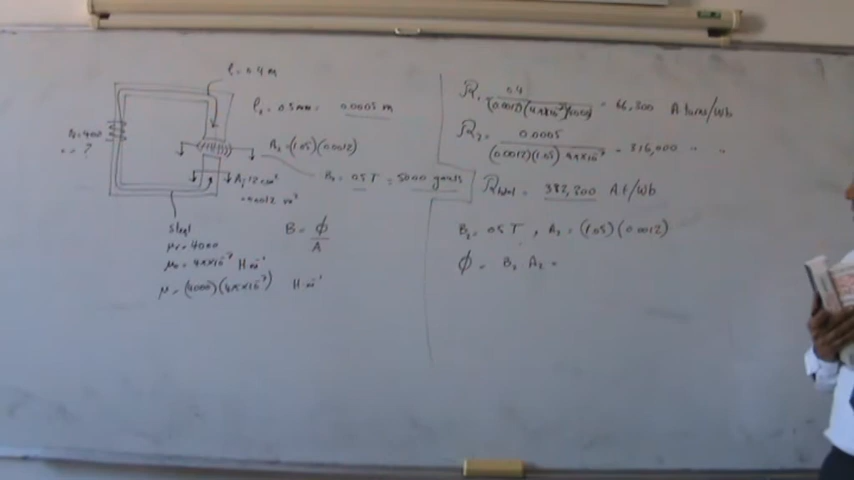 l = 0.4 m
l₂ = 0.5 mm = 0.0005 m
N = 400
= ?
A₂ = (1.05)(0.0012)
B₂ = 0.5 T = 5000 gauss
A₁ = 12 cm²
= 0.0012 m²
B = ϕ / A
Steel
μr = 4000
μ₀ = 4π×10⁻⁷ H m⁻¹
μ = (4000)(4π×10⁻⁷) H m⁻¹
R₁ = 0.4 / (0.0012)(4π×10⁻⁷)(4000) = 66,300 A turns/Wb
R₂ = 0.0005 / (0.0012)(1.05) 4π×10⁻⁷ = 316,000 " "
R total = 382,300 At/Wb
B₂ = 0.5 T , A₂ = (1.05)(0.0012)
ϕ = B₂ A₂ =